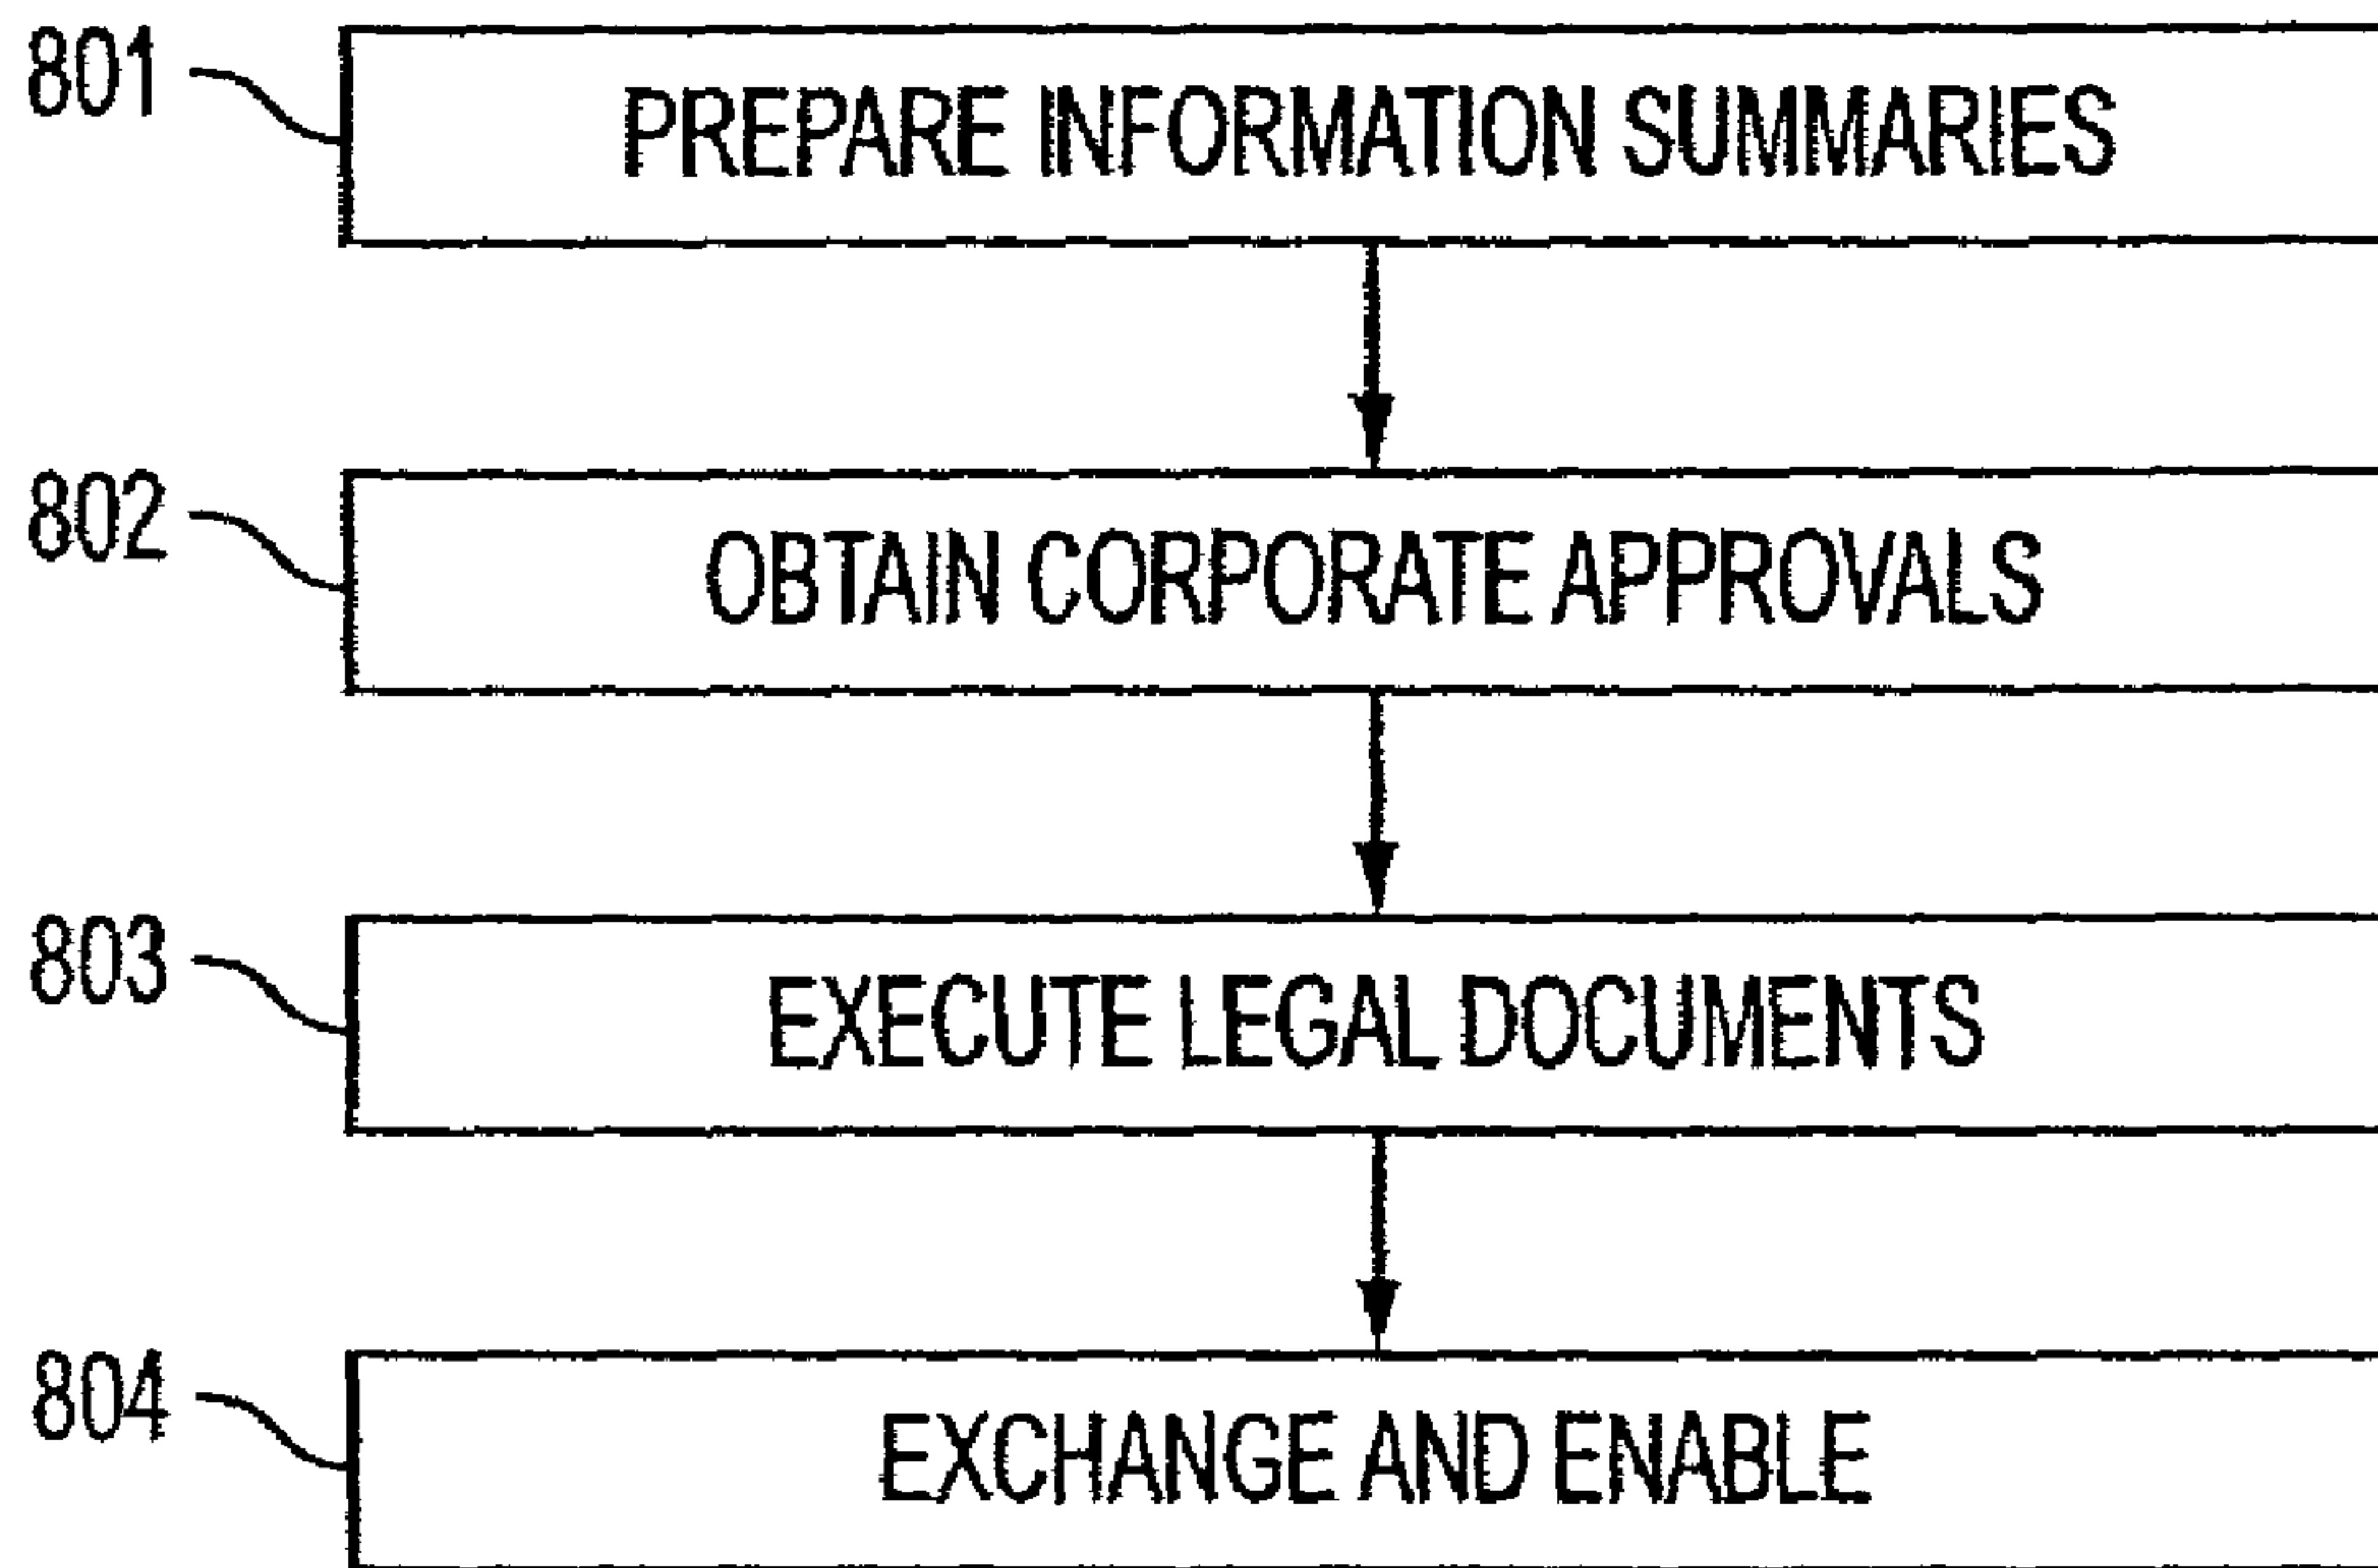 801
PREPARE INFORMATION SUMMARIES
802
OBTAIN CORPORATE APPROVALS
803
EXECUTE LEGAL DOCUMENTS
804
EXCHANGE AND ENABLE